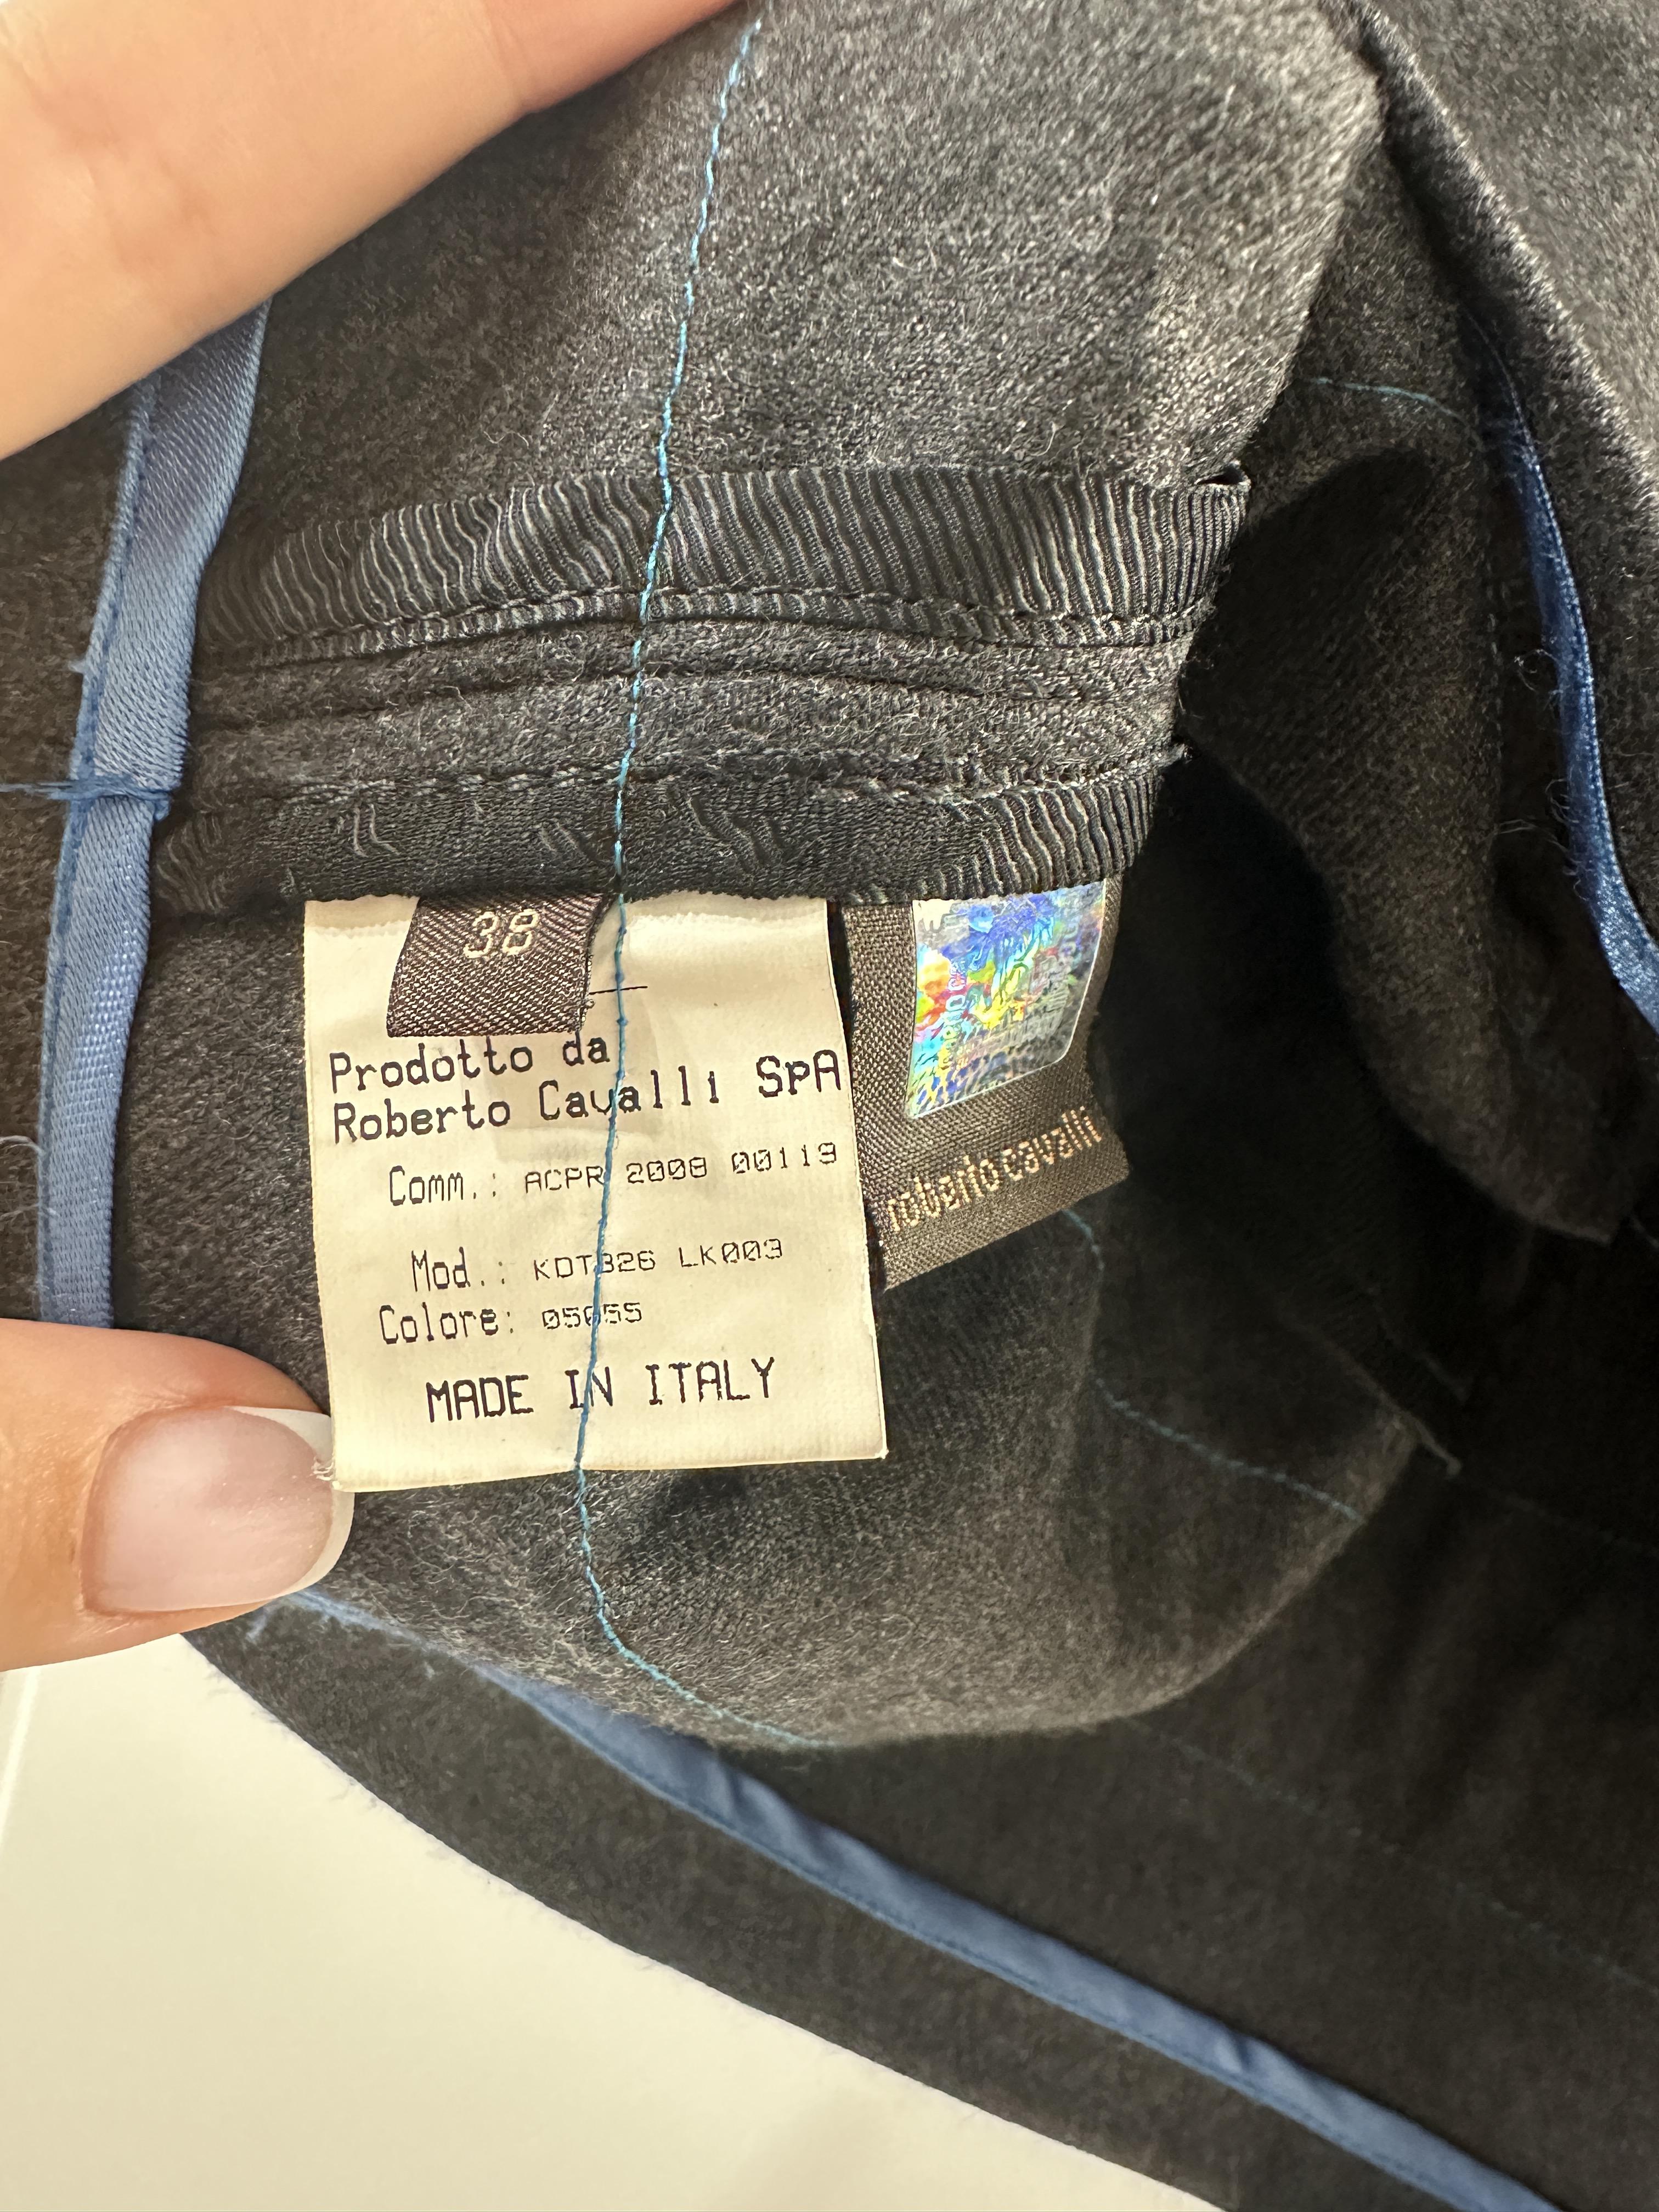 38
Prodotto da
Roberto Cavalli SpA
Comm.: ACPR 2008 00119
Mod.: KDT826 LK003
Colore: 05055
MADE IN ITALY
roberto cavalli